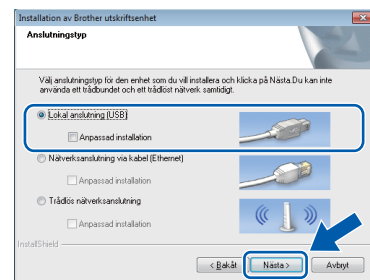 Installation av Brother utskriftsenhet
Anslutningstyp
Välj anslutningstyp för den enhet som du vill installera och klicka på Nästa.Du kan inte
använda ett trådbundet och ett trådlöst nätverk samtidigt.
Lokal anslutning (USB)
Anpassad installation
Nätverksanslutning via kabel (Ethernet)
Anpassad installation
Trådlös nätverksanslutning
Anpassad installation
InstallShield
< Bakåt
Nästa >
Avbryt